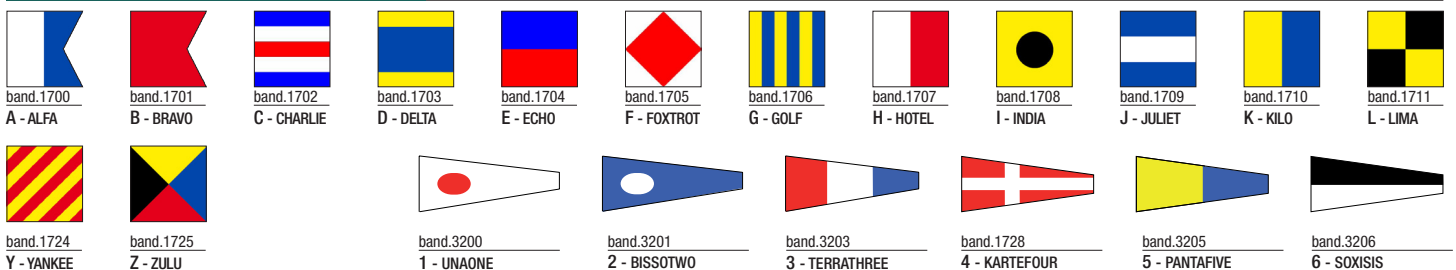 band.1700 band.1701 band.1702 band.1703 band.1704 band.1705 band.1706 band.1707 band.1708 band.1709 band.1710 band.1711
A - ALFA B - BRAVO C - CHARLIE D - DELTA E - ECHO F - FOXTROT G - GOLF H - HOTEL I - INDIA J - JULIET K - KILO L - LIMA
band.1724 band.1725 band.3200 band.3201 band.3203 band.1728 band.3205 band.3206
Y - YANKEE Z - ZULU 1 - UNAONE 2 - BISSOTWO 3 - TERRATHREE 4 - KARTEFOUR 5 - PANTAFIVE 6 - SOXISIS